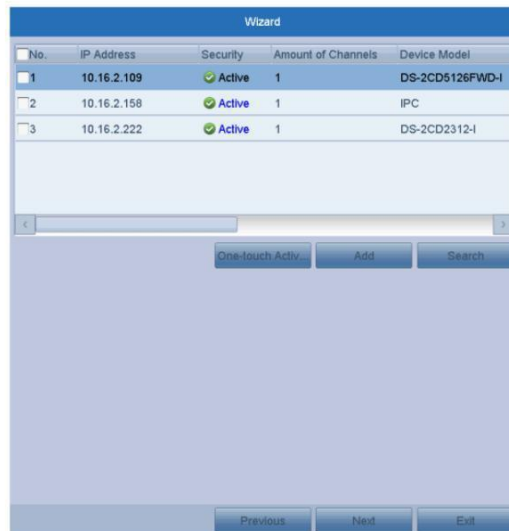 Wizard
No. IP Address Security Amount of Channels Device Model
1 10.16.2.109 Active 1 DS-2CD5126FWD-I
2 10.16.2.158 Active 1 IPC
3 10.16.2.222 Active 1 DS-2CD2312-I
One-touch Activ... Add Search
Previous Next Exit